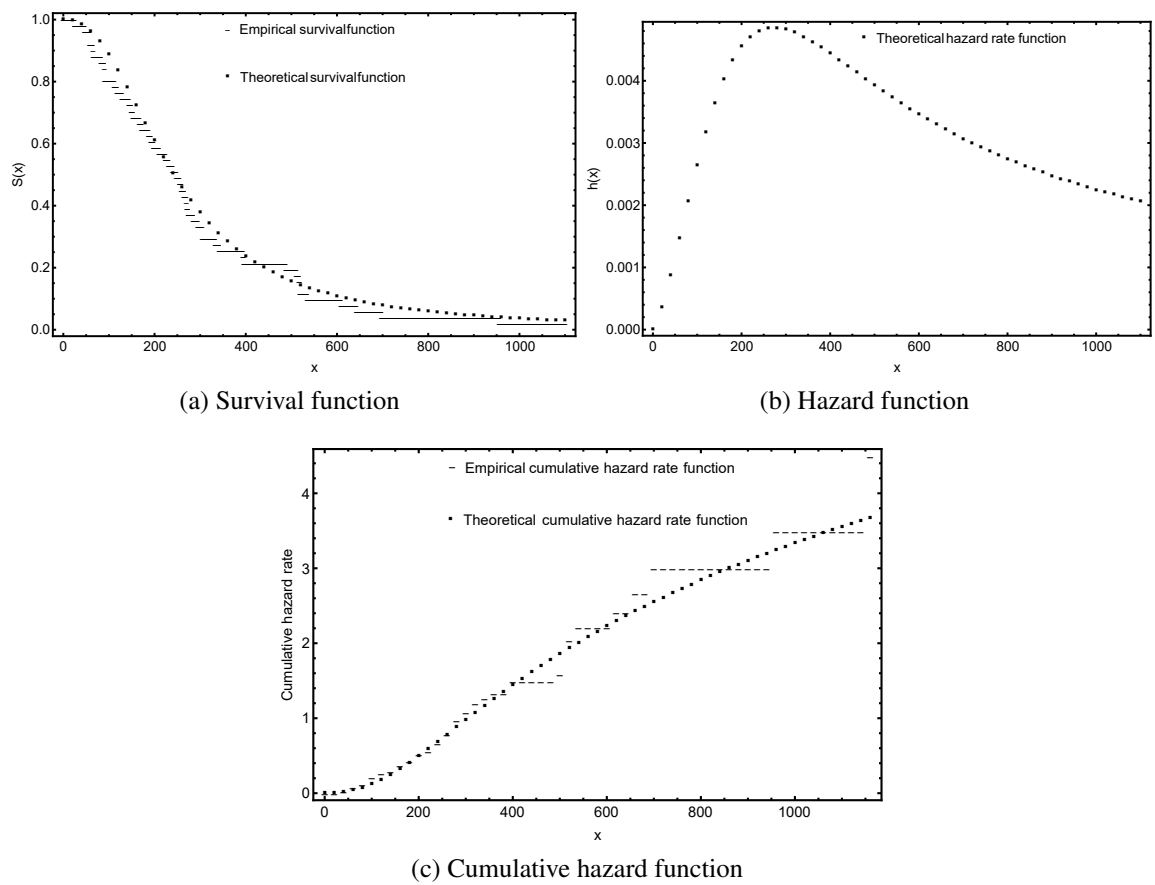 Empirical survivalfunction
Theoretical survivalfunction
S(x)
1.0
0.8
0.6
0.4
0.2
0.0
0 200 400 600 800 1000
x
(a) Survival function
Theoretical hazard rate function
h(x)
0.004
0.003
0.002
0.001
0.000
0 200 400 600 800 1000
x
(b) Hazard function
Empirical cumulative hazard rate function
Theoretical cumulative hazard rate function
Cumulative hazard rate
4
3
2
1
0
0 200 400 600 800 1000
x
(c) Cumulative hazard function